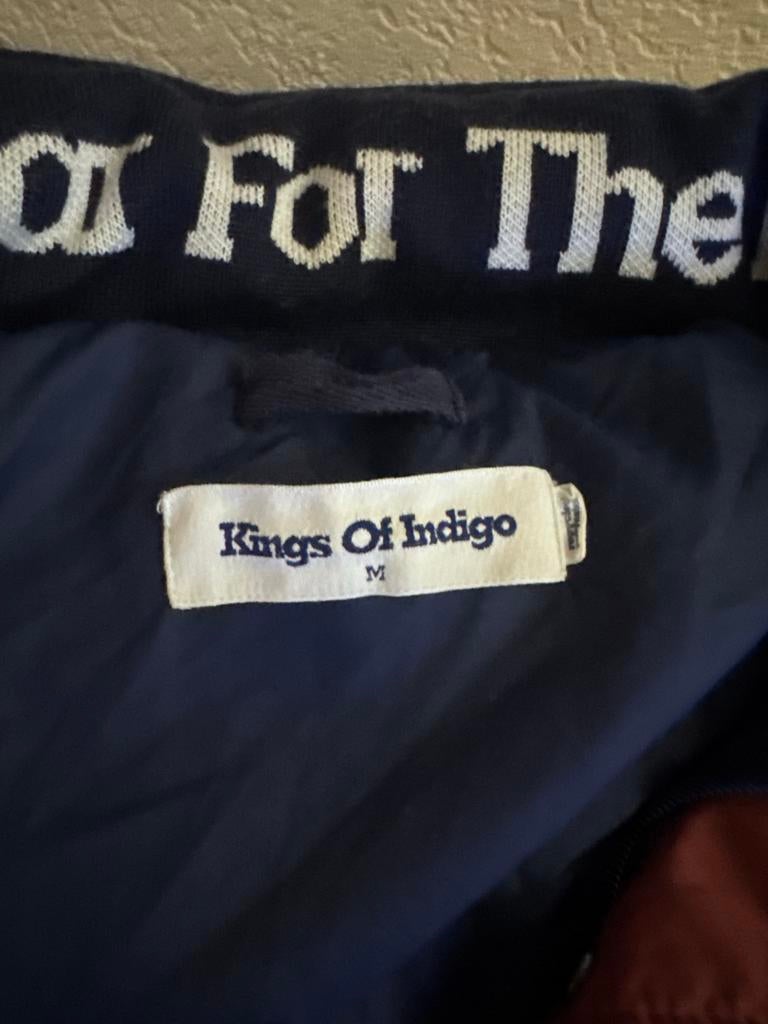 For The
Kings Of Indigo
M